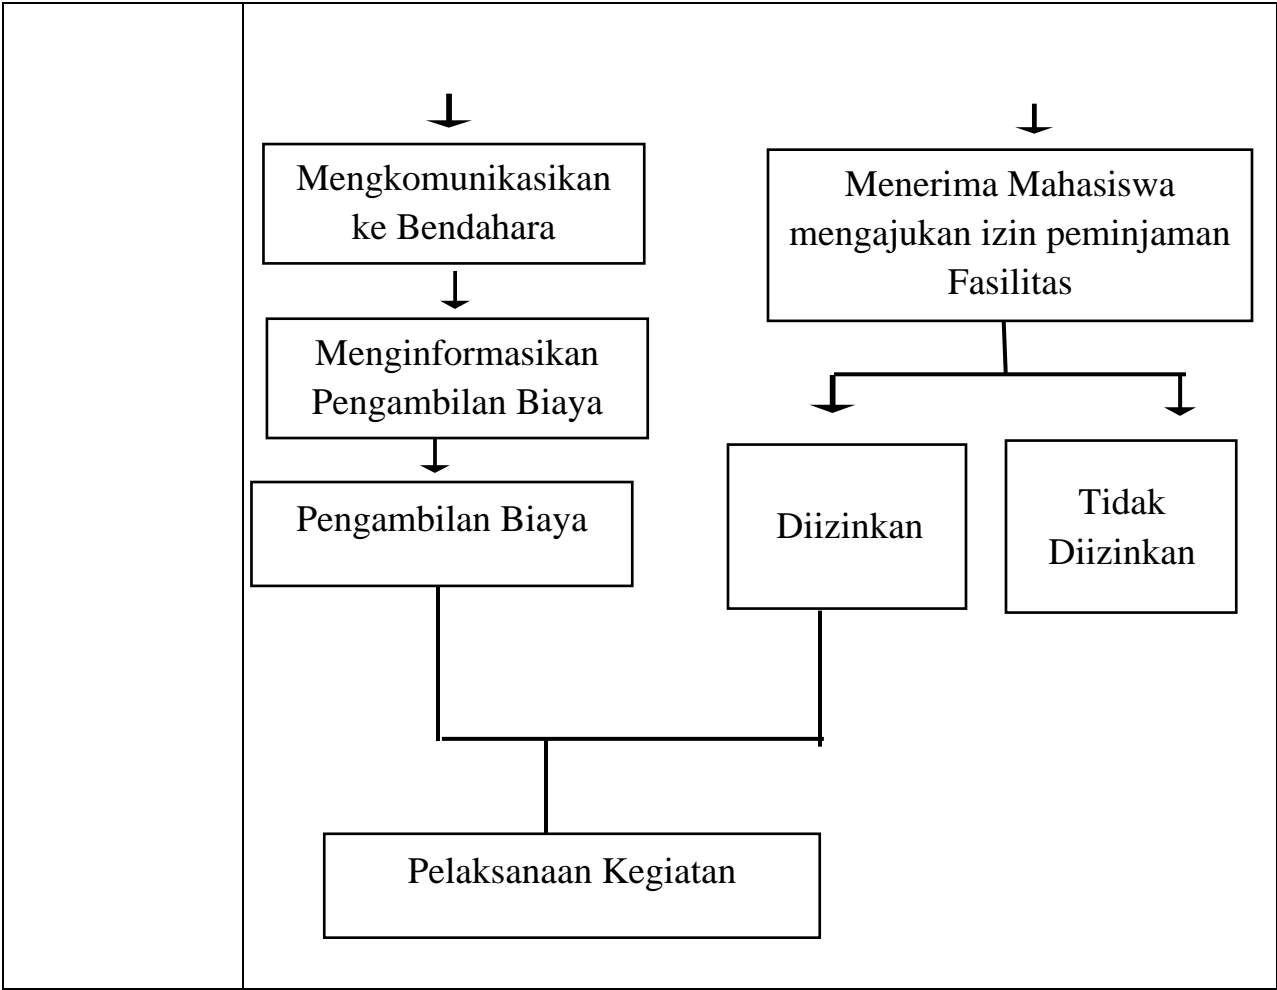 Mengkomunikasikan
ke Bendahara
Menginformasikan
Pengambilan Biaya
Pengambilan Biaya
Menerima Mahasiswa
mengajukan izin peminjaman
Fasilitas
Diizinkan
Tidak
Diizinkan
Pelaksanaan Kegiatan